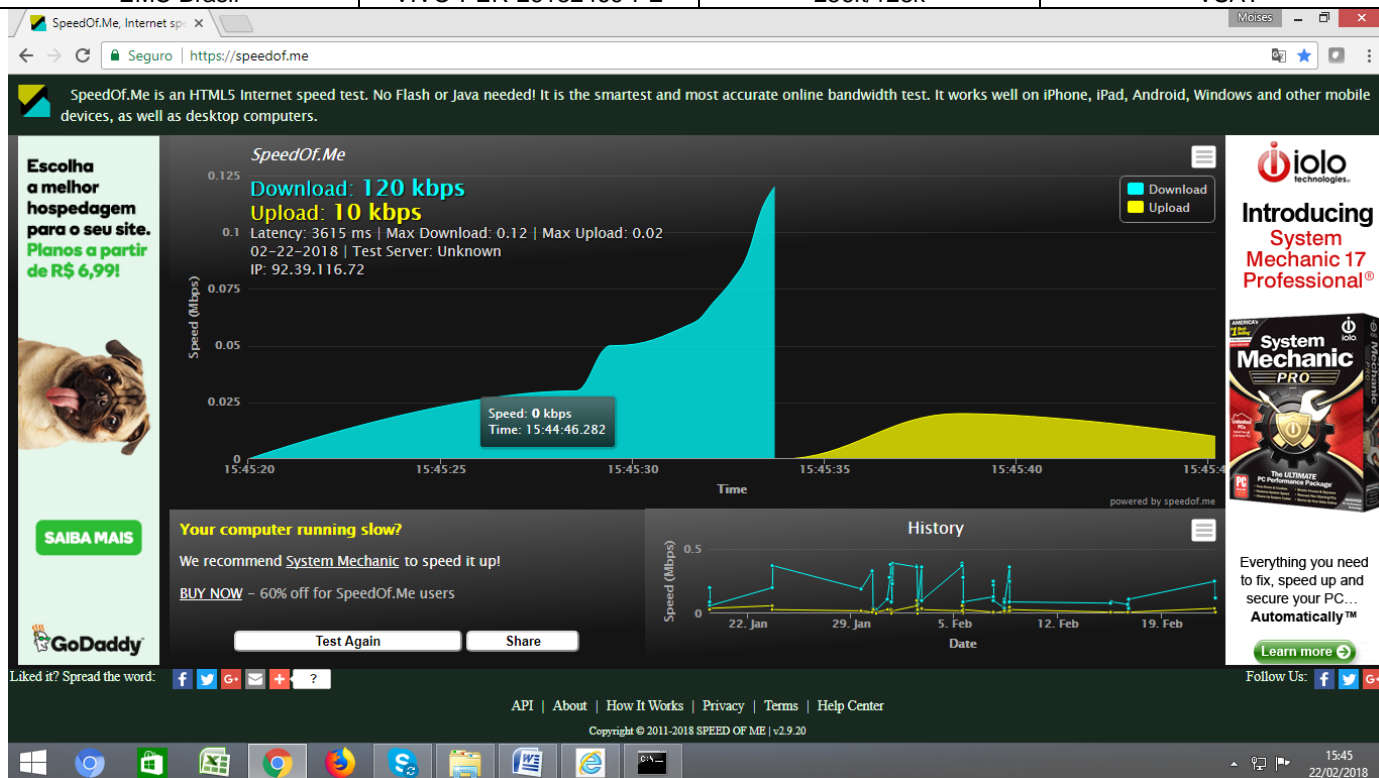 SpeedOf.Me, Internet spe
Moises
Seguro | https://speedof.me
SpeedOf.Me is an HTML5 Internet speed test. No Flash or Java needed! It is the smartest and most accurate online bandwidth test. It works well on iPhone, iPad, Android, Windows and other mobile
devices, as well as desktop computers.
Escolha
a melhor
hospedagem
para o seu site.
Planos a partir
de R$ 6,99!
SAIBA MAIS
GoDaddy
SpeedOf.Me
Download: 120 kbps
Upload: 10 kbps
Latency: 3615 ms | Max Download: 0.12 | Max Upload: 0.02
02-22-2018 | Test Server: Unknown
IP: 92.39.116.72
Download
Upload
Speed (Mbps)
0.125
0.1
0.075
0.05
0.025
0
Speed: 0 kbps
Time: 15:44:46.282
15:45:20 15:45:25 15:45:30 15:45:35 15:45:40 15:45:4
Time
powered by speedof.me
Your computer running slow?
We recommend System Mechanic to speed it up!
BUY NOW – 60% off for SpeedOf.Me users
Test Again
Share
History
Speed (Mbps)
0.5
0
22. Jan 29. Jan 5. Feb 12. Feb 19. Feb
Date
iolo
technologies
Introducing
System
Mechanic 17
Professional®
AMERICA'S
iolo
System
Mechanic
PRO
The ULTIMATE
PC Performance Package
Everything you need
to fix, speed up and
secure your PC…
Automatically™
Learn more
Liked it? Spread the word:
?
Follow Us:
API | About | How It Works | Privacy | Terms | Help Center
Copyright © 2011-2018 SPEED OF ME | v2.9.20
15:45
22/02/2018